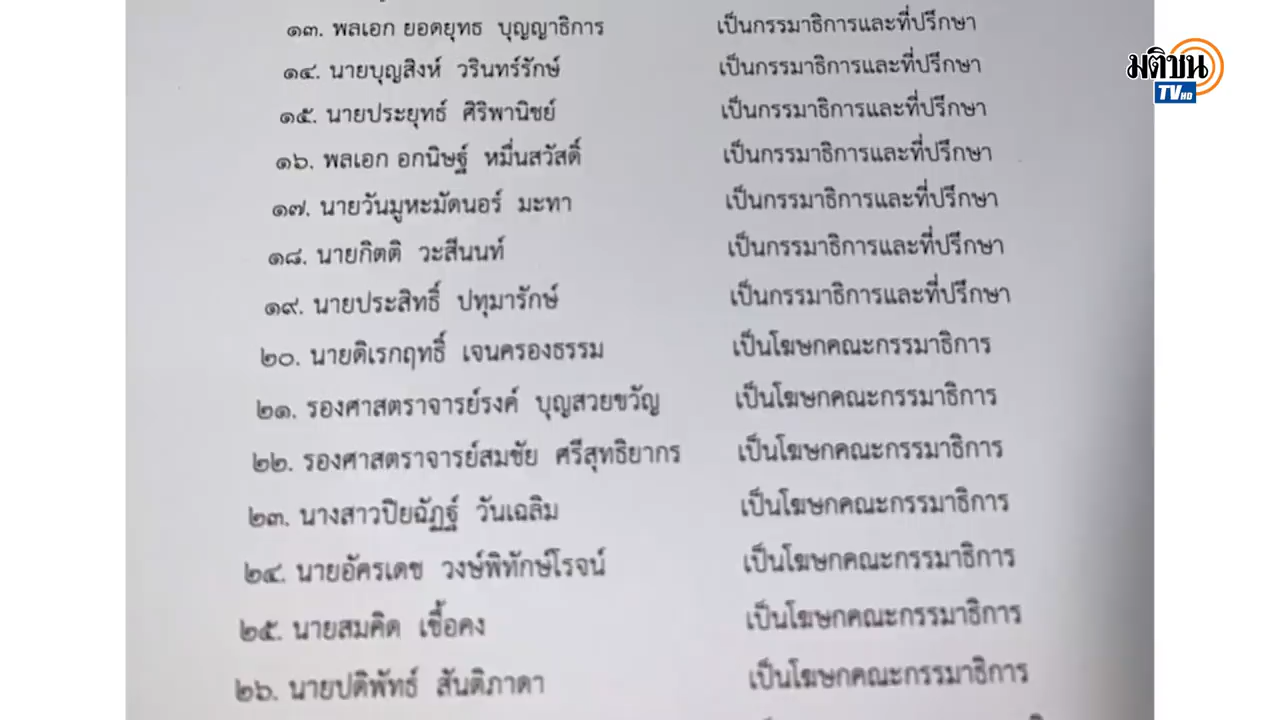 ๑๓. พลเอก ยอดยุทธ บุญญาธิการ เป็นกรรมาธิการและที่ปรึกษา
๑๔. นายบุญสิงห์ วรินทร์รักษ์ เป็นกรรมาธิการและที่ปรึกษา
๑๕. นายประยุทธ์ ศิริพานิชย์ เป็นกรรมาธิการและที่ปรึกษา
๑๖. พลเอก อกนิษฐ์ หมื่นสวัสดิ์ เป็นกรรมาธิการและที่ปรึกษา
๑๗. นายวันมูหะมัดนอร์ มะทา เป็นกรรมาธิการและที่ปรึกษา
๑๘. นายกิตติ วะสีนนท์ เป็นกรรมาธิการและที่ปรึกษา
๑๙. นายประสิทธิ์ ปทุมารักษ์ เป็นกรรมาธิการและที่ปรึกษา
๒๐. นายดิเรกฤทธิ์ เจนครองธรรม เป็นโฆษกคณะกรรมาธิการ
๒๑. รองศาสตราจารย์รงค์ บุญสวยขวัญ เป็นโฆษกคณะกรรมาธิการ
๒๒. รองศาสตราจารย์สมชัย ศรีสุทธิยากร เป็นโฆษกคณะกรรมาธิการ
๒๓. นางสาวปิยฉัฏฐ์ วันเฉลิม เป็นโฆษกคณะกรรมาธิการ
๒๔. นายอัครเดช วงษ์พิทักษ์โรจน์ เป็นโฆษกคณะกรรมาธิการ
๒๕. นายสมคิด เชื้อคง เป็นโฆษกคณะกรรมาธิการ
๒๖. นายปดิพัทธ์ สันติภาดา เป็นโฆษกคณะกรรมาธิการ
มติชน
TV HD